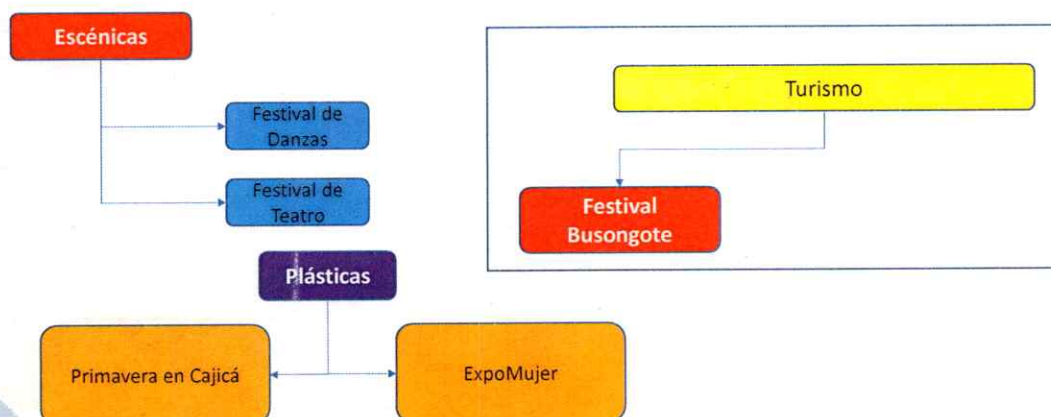 Escénicas
Festival de
Danzas
Festival de
Teatro
Turismo
Festival
Busongote
Plásticas
Primavera en Cajicá
ExpoMujer